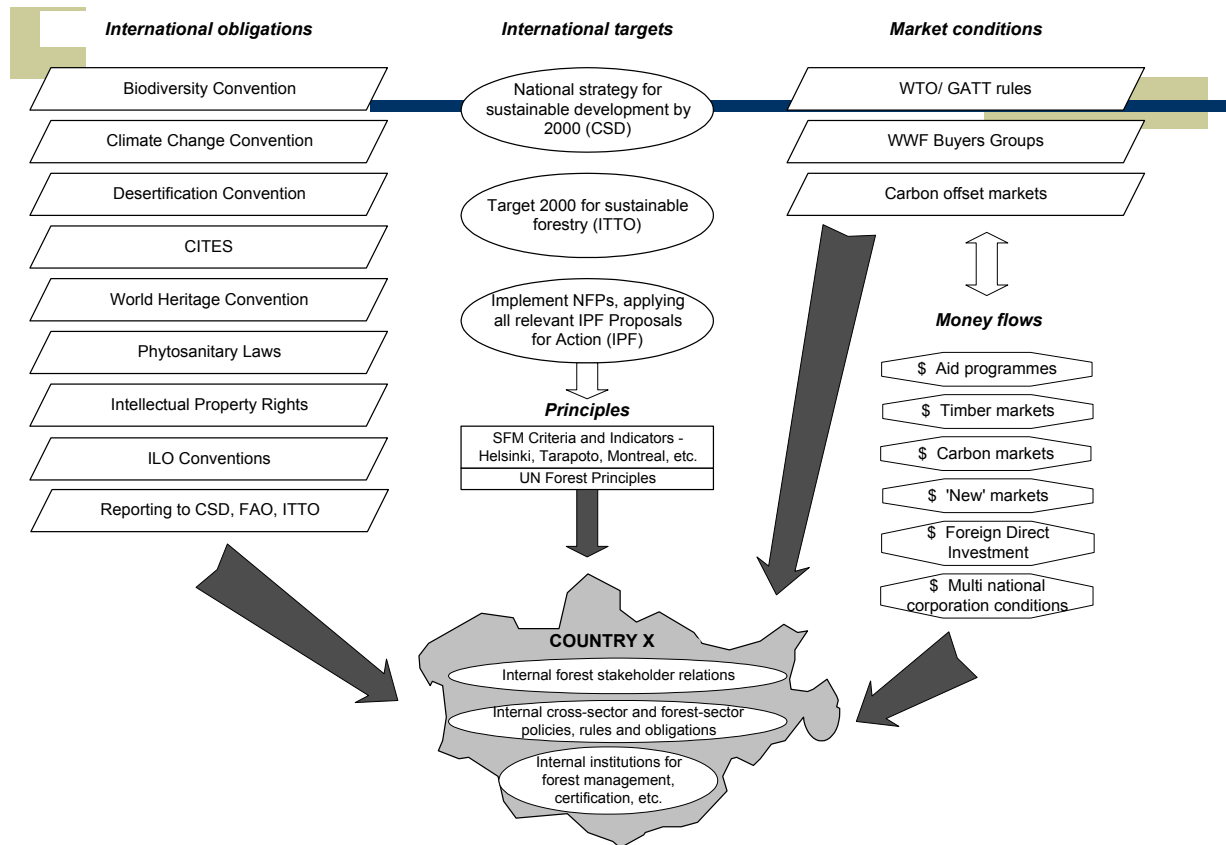 International obligations
Biodiversity Convention
Climate Change Convention
Desertification Convention
CITES
World Heritage Convention
Phytosanitary Laws
Intellectual Property Rights
ILO Conventions
Reporting to CSD, FAO, ITTO
International targets
National strategy for
sustainable development by
2000 (CSD)
Target 2000 for sustainable
forestry (ITTO)
Implement NFPs, applying
all relevant IPF Proposals
for Action (IPF)
Principles
SFM Criteria and Indicators -
Helsinki, Tarapoto, Montreal, etc.
UN Forest Principles
Market conditions
WTO/ GATT rules
WWF Buyers Groups
Carbon offset markets
Money flows
$ Aid programmes
$ Timber markets
$ Carbon markets
$ 'New' markets
$ Foreign Direct
Investment
$ Multi national
corporation conditions
COUNTRY X
Internal forest stakeholder relations
Internal cross-sector and forest-sector
policies, rules and obligations
Internal institutions for
forest management,
certification, etc.